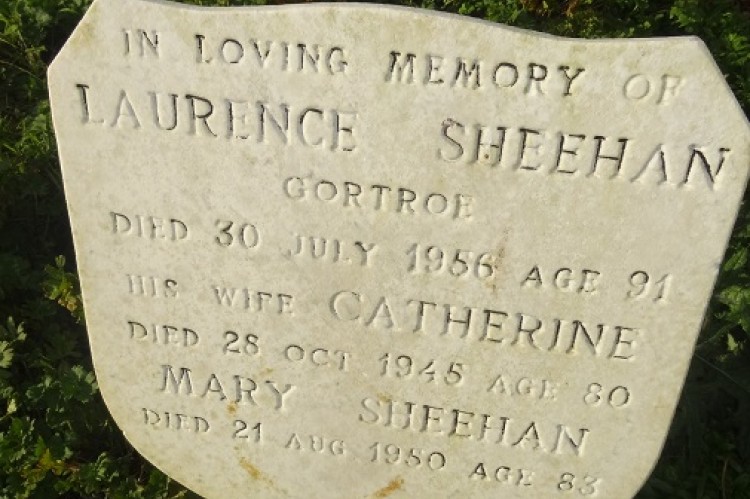 IN LOVING MEMORY OF
LAURENCE SHEEHAN
GORTROE
DIED 30 JULY 1956 AGE 91
HIS WIFE CATHERINE
DIED 28 OCT 1945 AGE 80
MARY SHEEHAN
DIED 21 AUG 1980 AGE 83